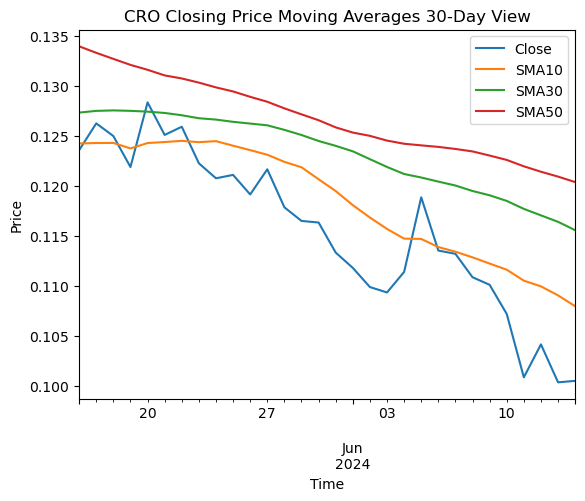 CRO Closing Price Moving Averages 30-Day View
0.135
0.130
0.125
0.120
0.115
0.110
0.105
0.100
Price
Close
SMA10
SMA30
SMA50
20
27
03
10
Jun
2024
Time